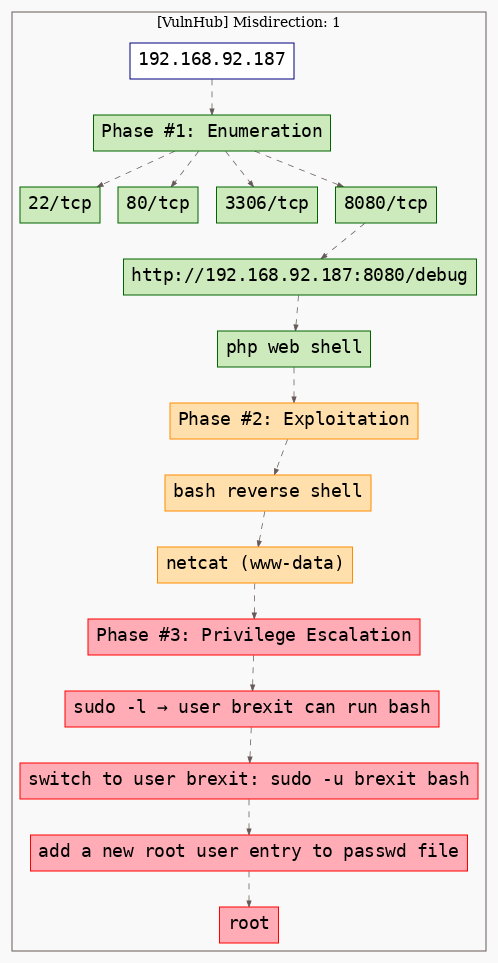 [VulnHub] Misdirection: 1
192.168.92.187
Phase #1: Enumeration
22/tcp
80/tcp
3306/tcp
8080/tcp
http://192.168.92.187:8080/debug
php web shell
Phase #2: Exploitation
bash reverse shell
netcat (www-data)
Phase #3: Privilege Escalation
sudo -l → user brexit can run bash
switch to user brexit: sudo -u brexit bash
add a new root user entry to passwd file
root